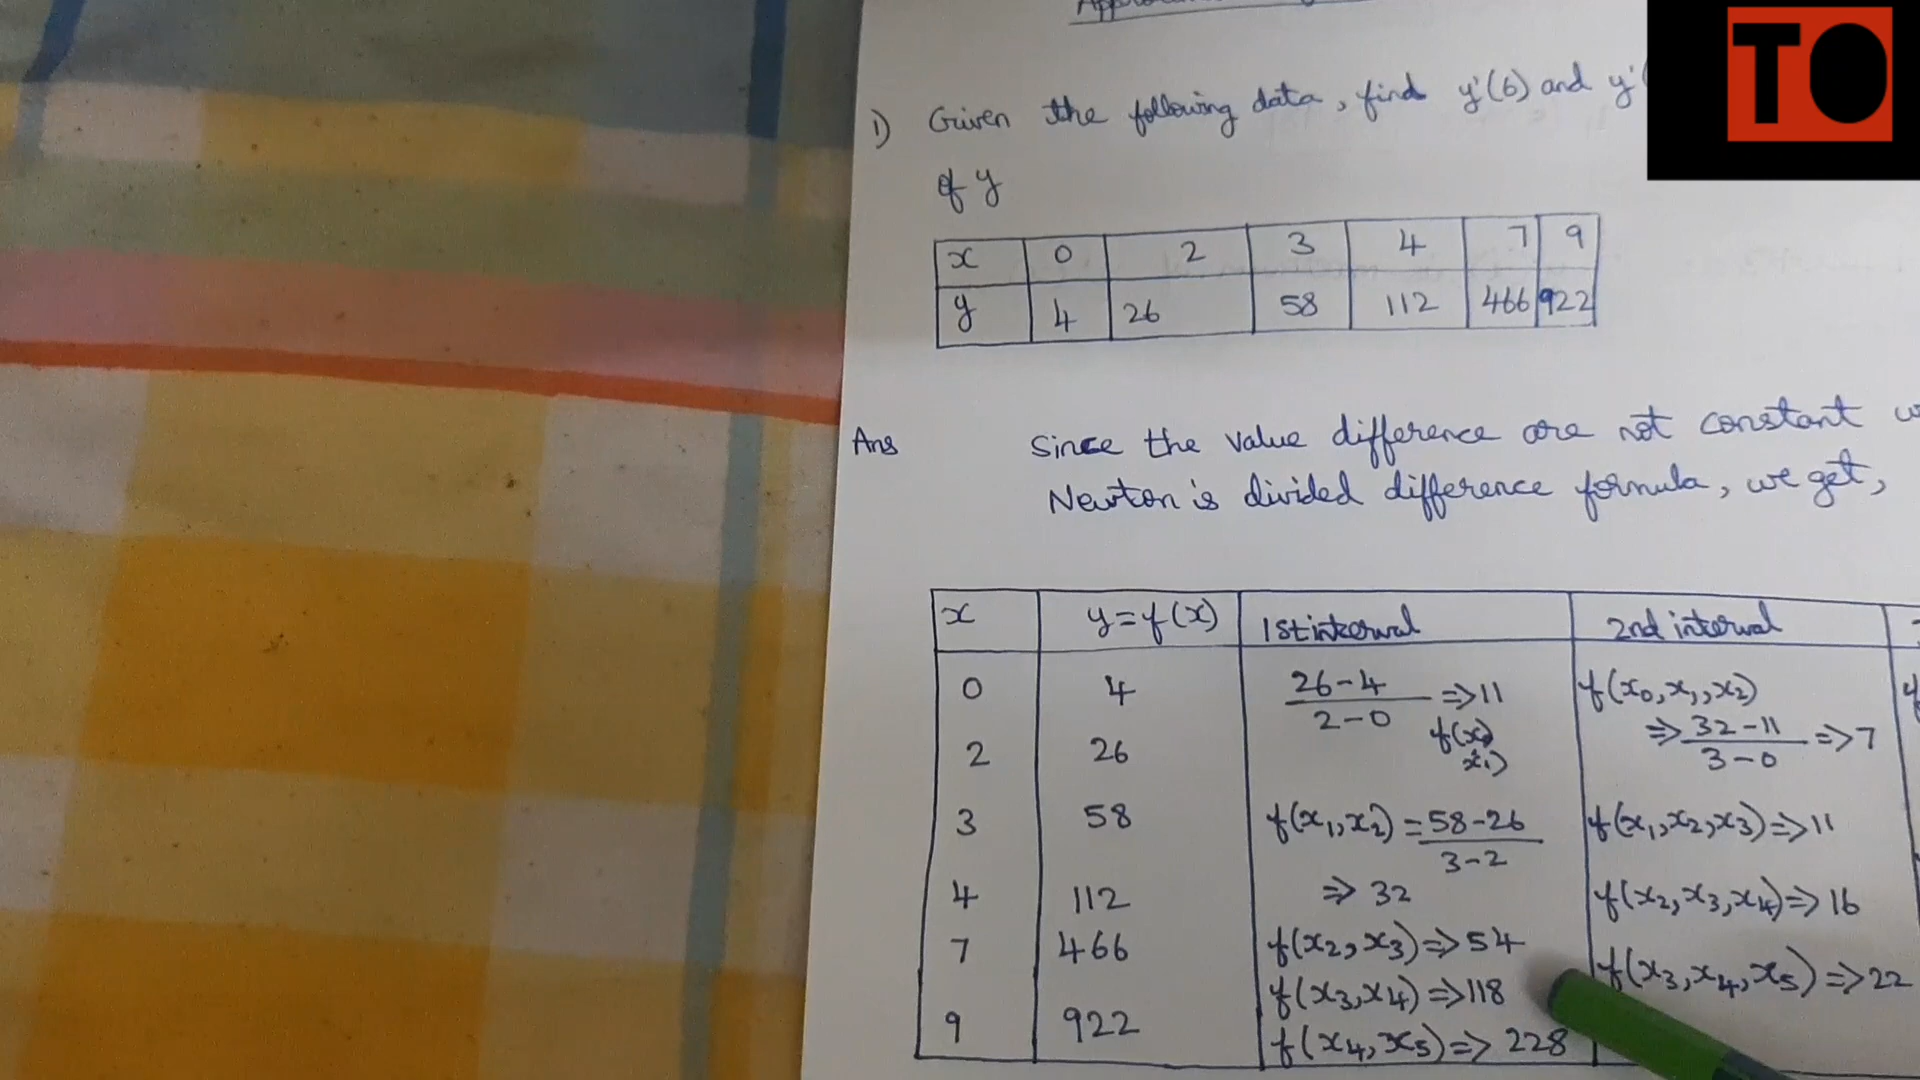 TO
1) Given the following data, find y'(6) and y'(
of y
x 0 2 3 4 7 9
y 4 26 58 112 466 922
Ans Since the value difference are not constant
Newton is divided difference formula, we get,
x y=f(x) 1st interval 2nd interval
0 4 26-4 / 2-0 => 11 f(x0,x1,x2)
2 26 f(x0 x1) => 32-11 / 3-0 => 7
3 58 f(x1,x2) = 58-26 / 3-2 f(x1,x2,x3) => 11
4 112 => 32 f(x2,x3,x4) => 16
7 466 f(x2,x3) => 54 f(x3,x4,x5) => 22
f(x3,x4) => 118
9 922 f(x4,x5) => 228